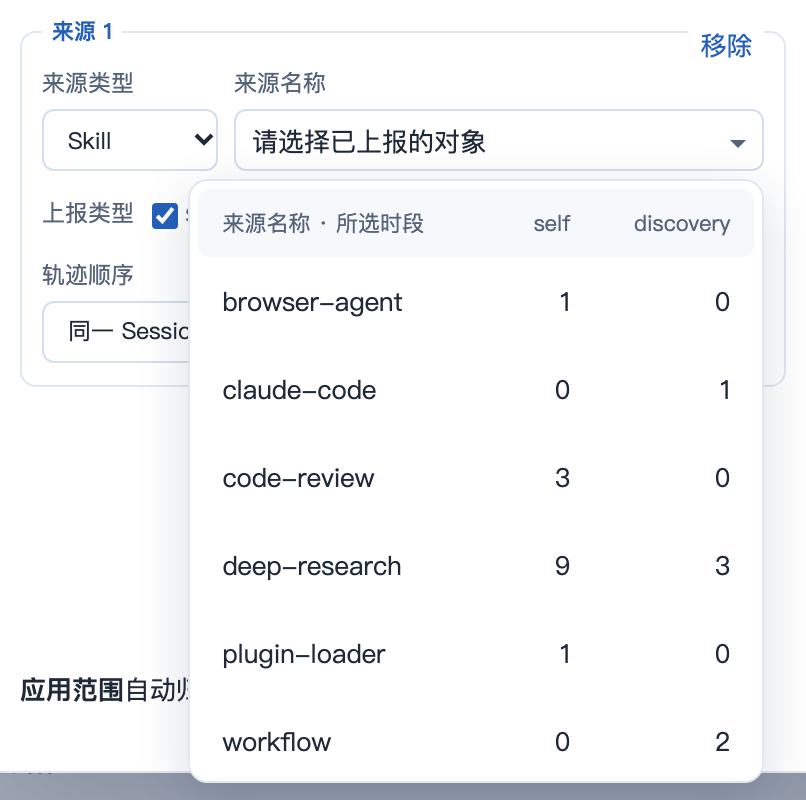 来源 1
移除
来源类型 来源名称
Skill 请选择已上报的对象
上报类型
来源名称 · 所选时段 self discovery
轨迹顺序
browser-agent 1 0
同一
claude-code 0 1
code-review 3 0
deep-research 9 3
plugin-loader 1 0
应用范围自动
workflow 0 2